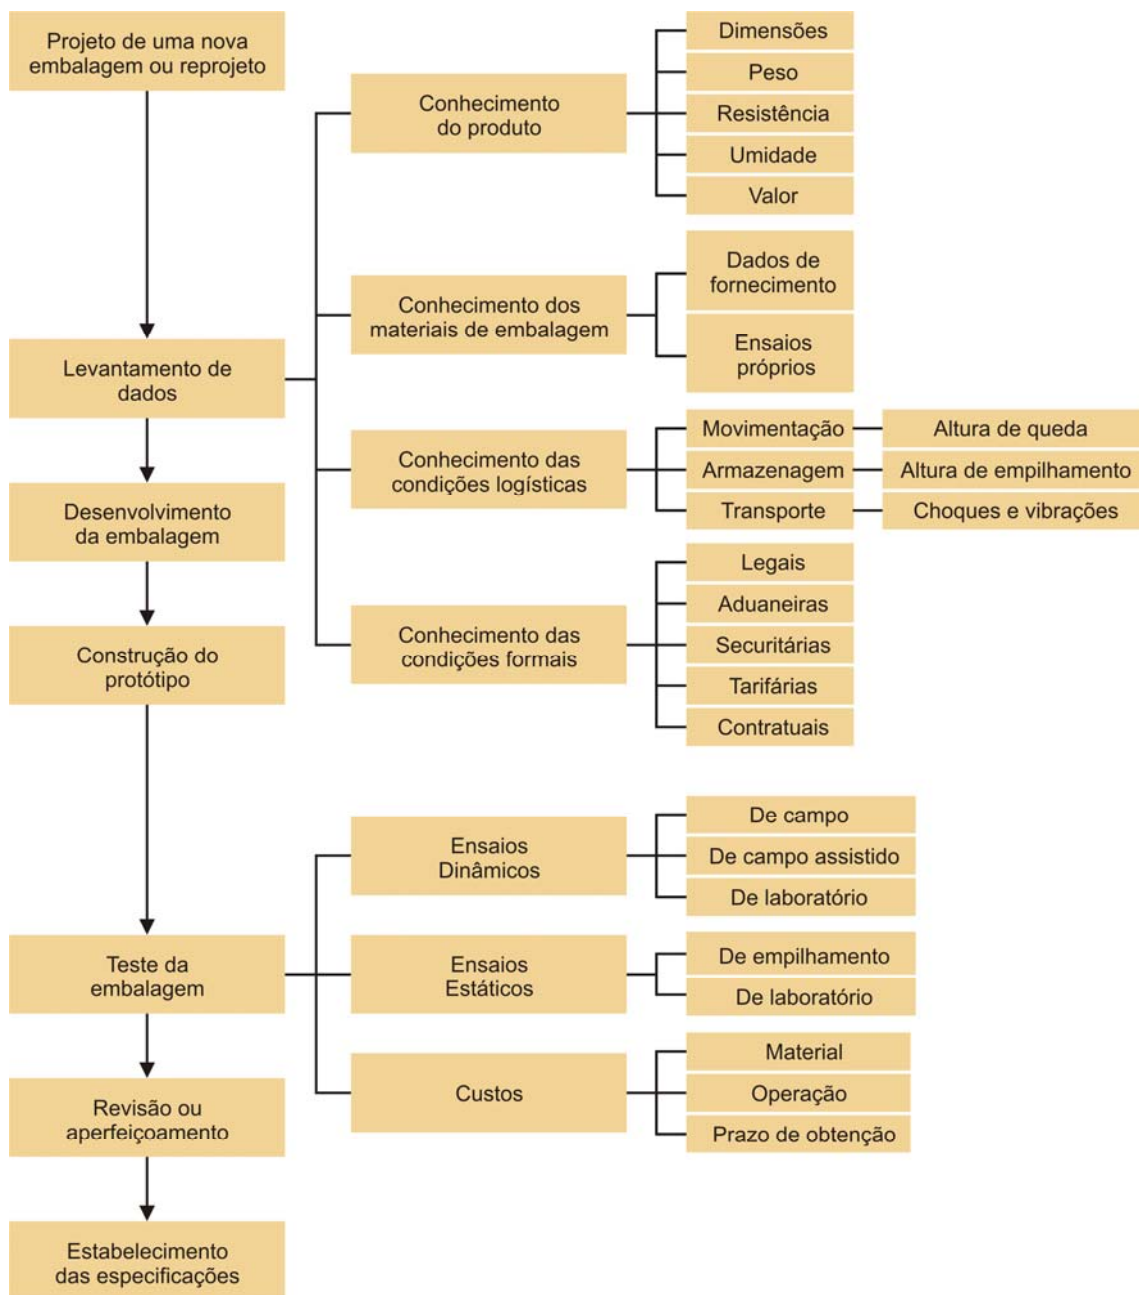 Projeto de uma nova
embalagem ou reprojeto
Levantamento de
dados
Desenvolvimento
da embalagem
Construção do
protótipo
Teste da
embalagem
Revisão ou
aperfeiçoamento
Estabelecimento
das especificações
Conhecimento
do produto
Dimensões
Peso
Resistência
Umidade
Valor
Conhecimento dos
materiais de embalagem
Dados de
fornecimento
Ensaios
próprios
Conhecimento das
condições logísticas
Movimentação
Altura de queda
Armazenagem
Altura de empilhamento
Transporte
Choques e vibrações
Conhecimento das
condições formais
Legais
Aduaneiras
Securitárias
Tarifárias
Contratuais
Ensaios
Dinâmicos
De campo
De campo assistido
De laboratório
Ensaios
Estáticos
De empilhamento
De laboratório
Custos
Material
Operação
Prazo de obtenção